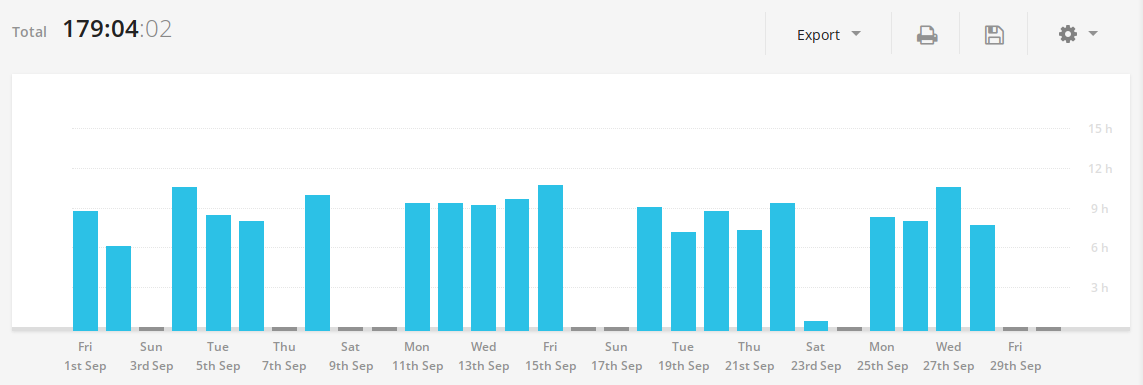 Total 179:04:02 Export
15 h
12 h
9 h
6 h
3 h
Fri Sun Tue Thu Sat Mon Wed Fri Sun Tue Thu Sat Mon Wed Fri
1st Sep 3rd Sep 5th Sep 7th Sep 9th Sep 11th Sep 13th Sep 15th Sep 17th Sep 19th Sep 21st Sep 23rd Sep 25th Sep 27th Sep 29th Sep